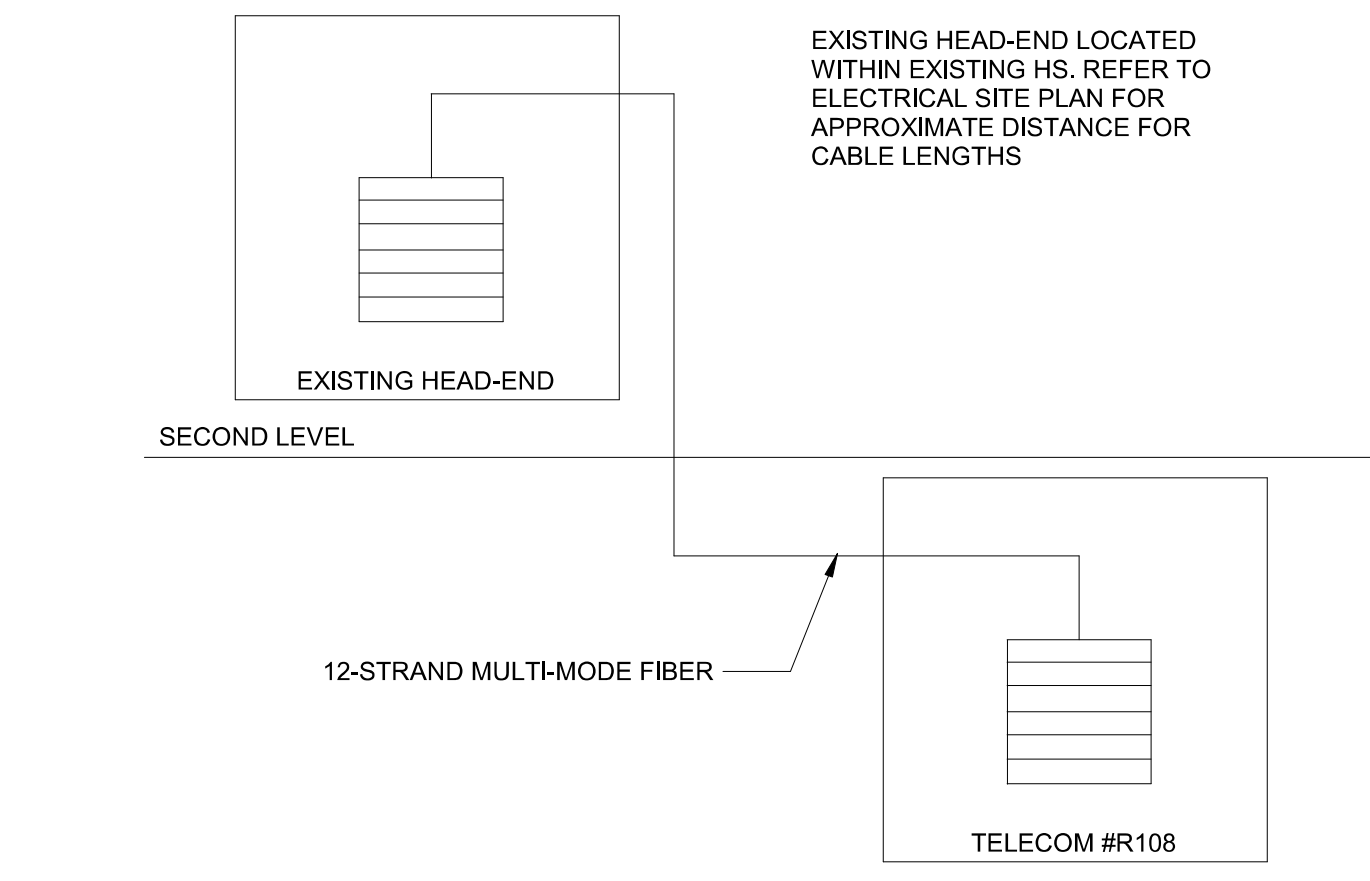 EXISTING HEAD-END LOCATED
WITHIN EXISTING HS. REFER TO
ELECTRICAL SITE PLAN FOR
APPROXIMATE DISTANCE FOR
CABLE LENGTHS
EXISTING HEAD-END
SECOND LEVEL
12-STRAND MULTI-MODE FIBER
TELECOM #R108